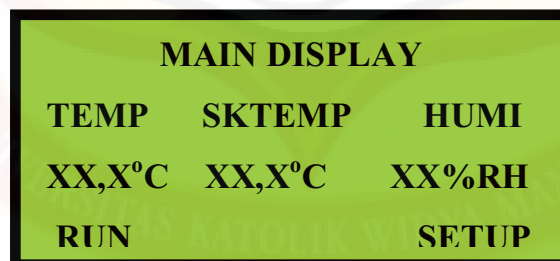 MAIN DISPLAY
TEMP SKTEMP HUMI
XX,X°C XX,X°C XX%RH
RUN SETUP